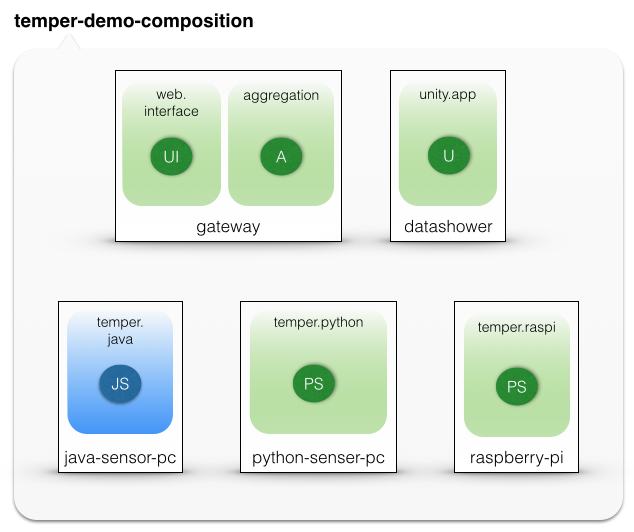 temper-demo-composition
web.
interface
UI
aggregation
A
gateway
unity.app
U
datashower
temper.
java
JS
java-sensor-pc
temper.python
PS
python-senser-pc
temper.raspi
PS
raspberry-pi